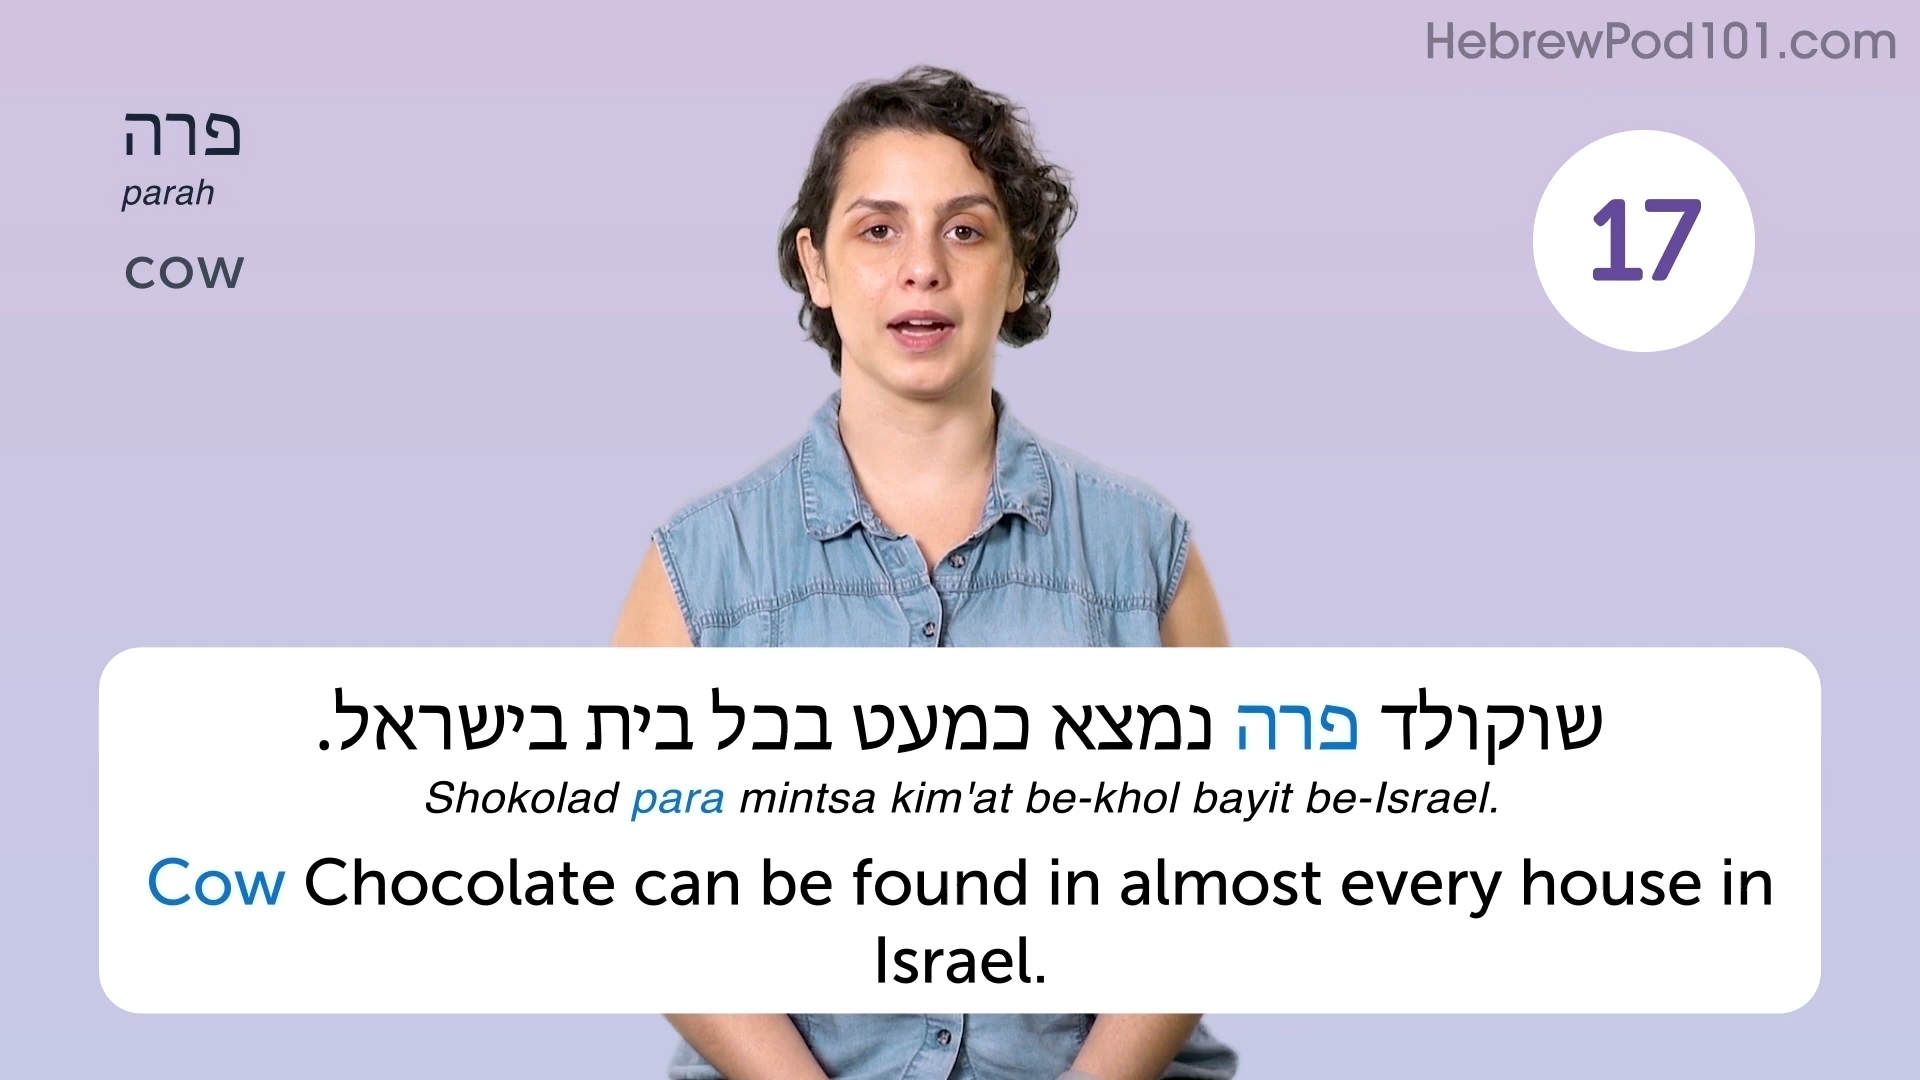 HebrewPod101.com
פרה
parah
cow
17
שוקולד פרה נמצא כמעט בכל בית בישראל.
Shokolad para mintsa kim'at be-khol bayit be-Israel.
Cow Chocolate can be found in almost every house in
Israel.